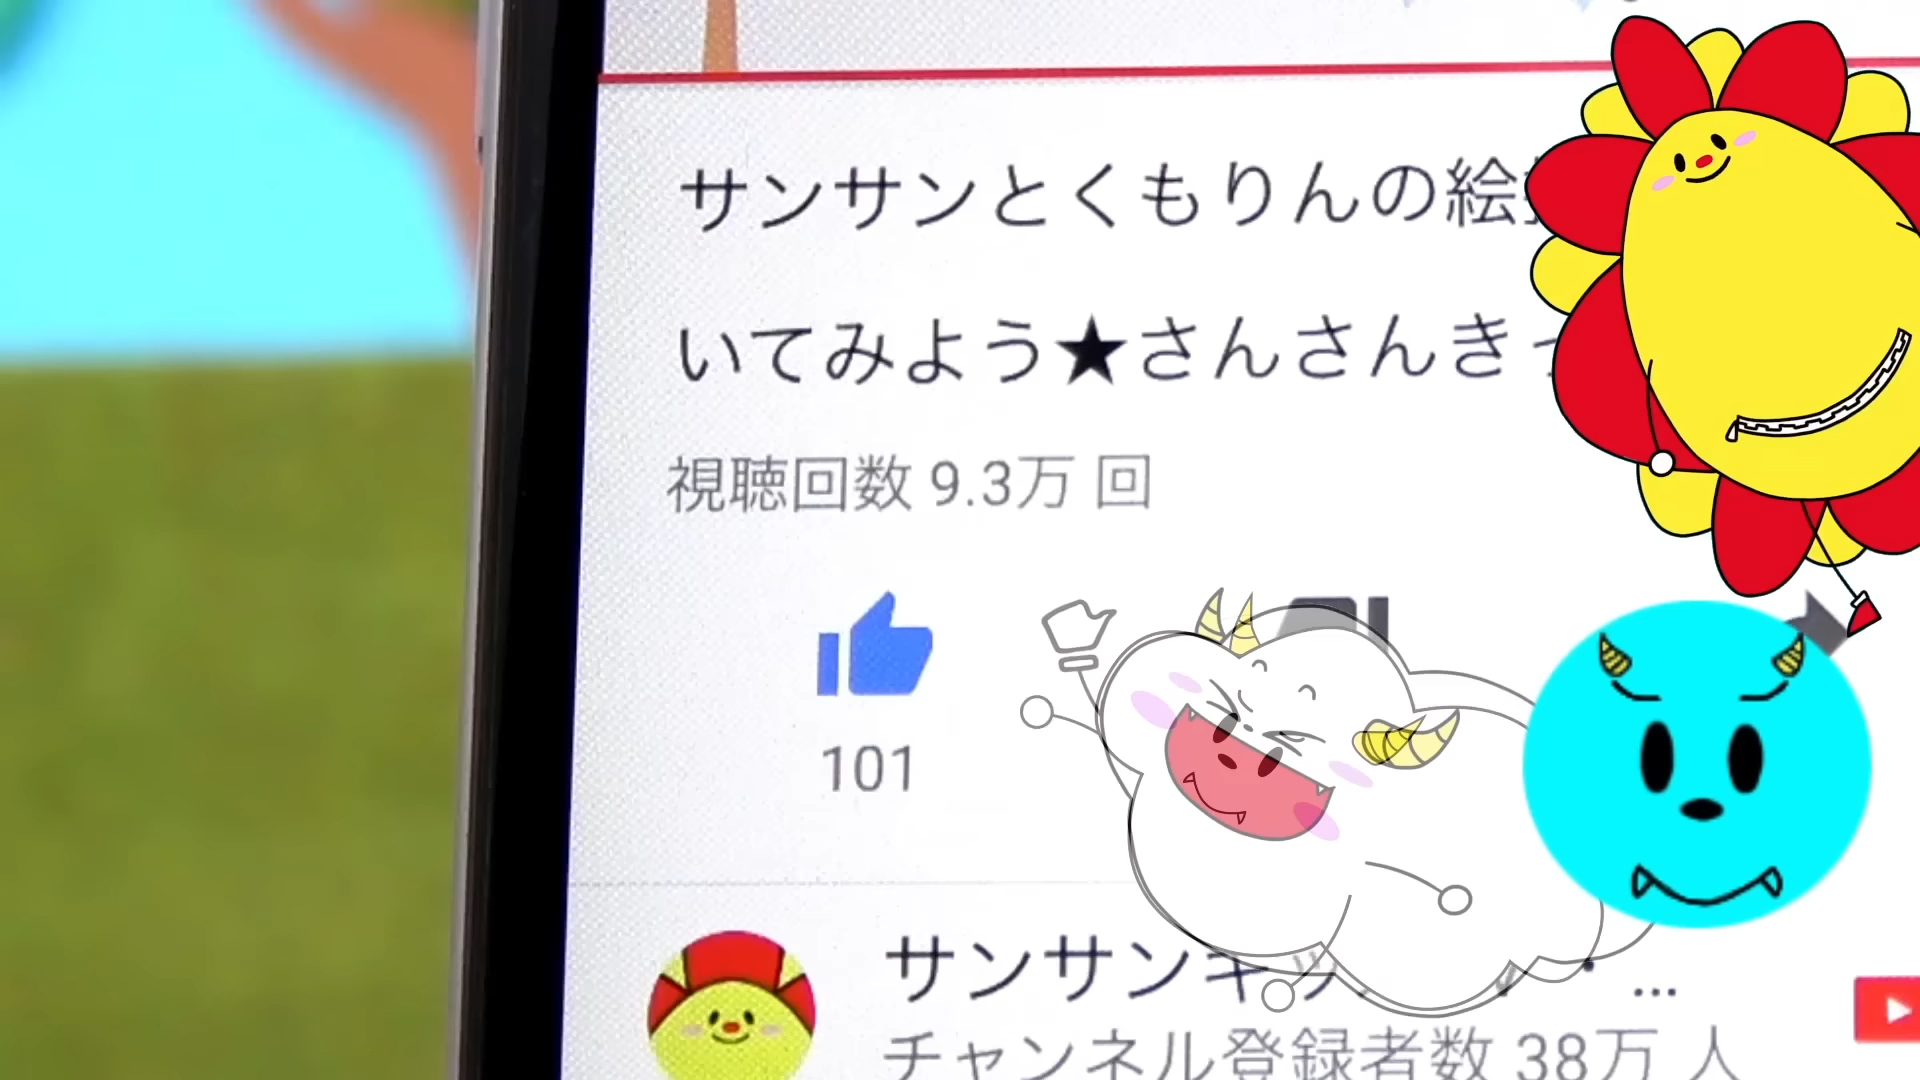 サンサンとくもりんの絵
いてみよう★さんさんき
視聴回数 9.3万 回
101
サンサンキッ
...
チャンネル登録者数 38万 人